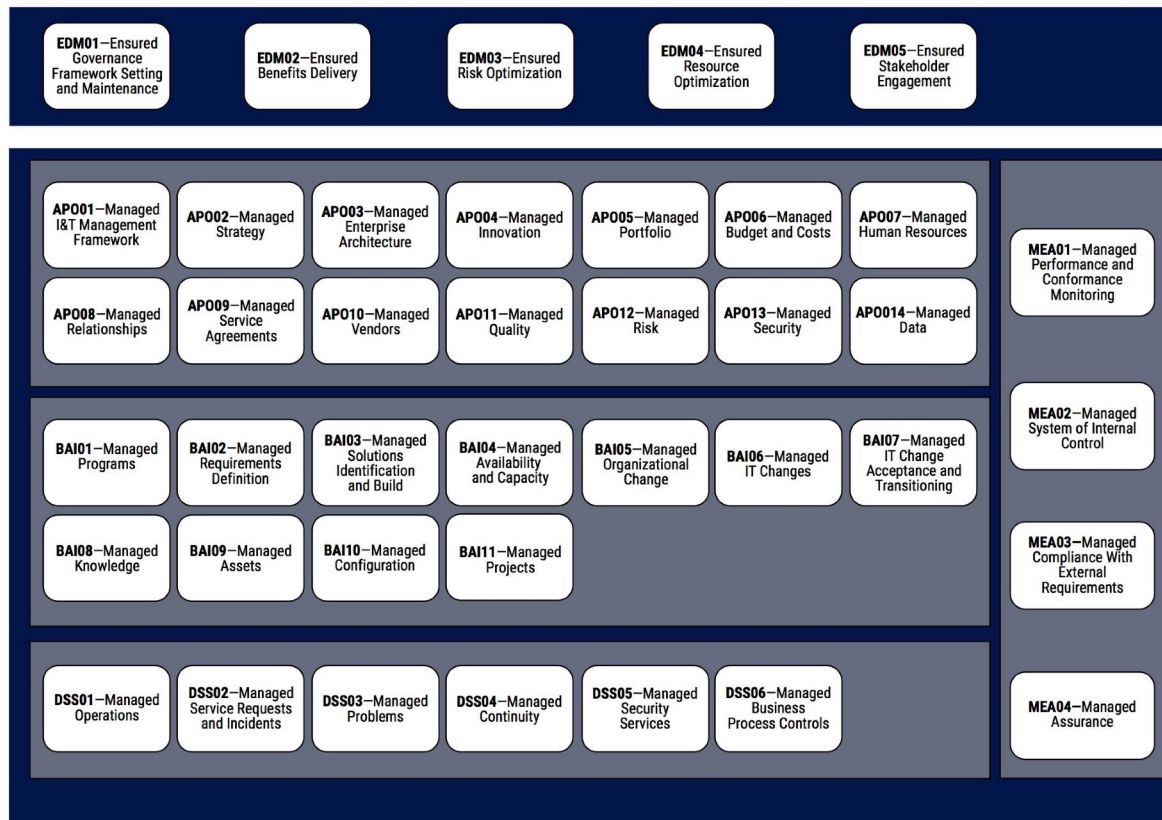 EDM01—Ensured
Governance
Framework Setting
and Maintenance
EDM02—Ensured
Benefits Delivery
EDM03—Ensured
Risk Optimization
EDM04—Ensured
Resource
Optimization
EDM05—Ensured
Stakeholder
Engagement
APO01—Managed
I&T Management
Framework
APO02—Managed
Strategy
APO03—Managed
Enterprise
Architecture
APO04—Managed
Innovation
APO05—Managed
Portfolio
APO06—Managed
Budget and Costs
APO07—Managed
Human Resources
APO08—Managed
Relationships
APO09—Managed
Service
Agreements
APO10—Managed
Vendors
APO11—Managed
Quality
APO12—Managed
Risk
APO13—Managed
Security
APO014—Managed
Data
BAI01—Managed
Programs
BAI02—Managed
Requirements
Definition
BAI03—Managed
Solutions
Identification
and Build
BAI04—Managed
Availability
and Capacity
BAI05—Managed
Organizational
Change
BAI06—Managed
IT Changes
BAI07—Managed
IT Change
Acceptance and
Transitioning
BAI08—Managed
Knowledge
BAI09—Managed
Assets
BAI10—Managed
Configuration
BAI11—Managed
Projects
DSS01—Managed
Operations
DSS02—Managed
Service Requests
and Incidents
DSS03—Managed
Problems
DSS04—Managed
Continuity
DSS05—Managed
Security
Services
DSS06—Managed
Business
Process Controls
MEA01—Managed
Performance and
Conformance
Monitoring
MEA02—Managed
System of Internal
Control
MEA03—Managed
Compliance With
External
Requirements
MEA04—Managed
Assurance